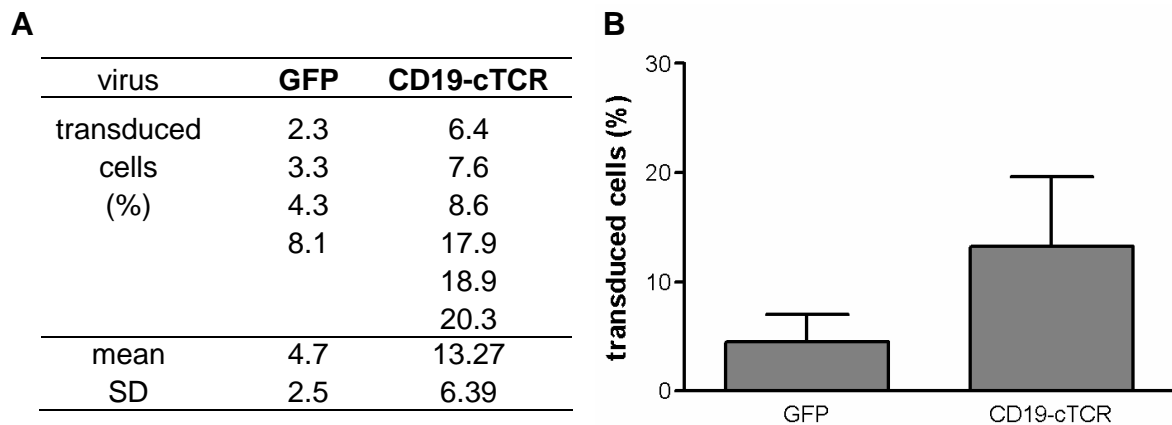 A
virus GFP CD19-cTCR
transduced 2.3 6.4
cells 3.3 7.6
(%) 4.3 8.6
8.1 17.9
18.9
20.3
mean 4.7 13.27
SD 2.5 6.39
B
transduced cells (%)
30
20
10
0
GFP CD19-cTCR